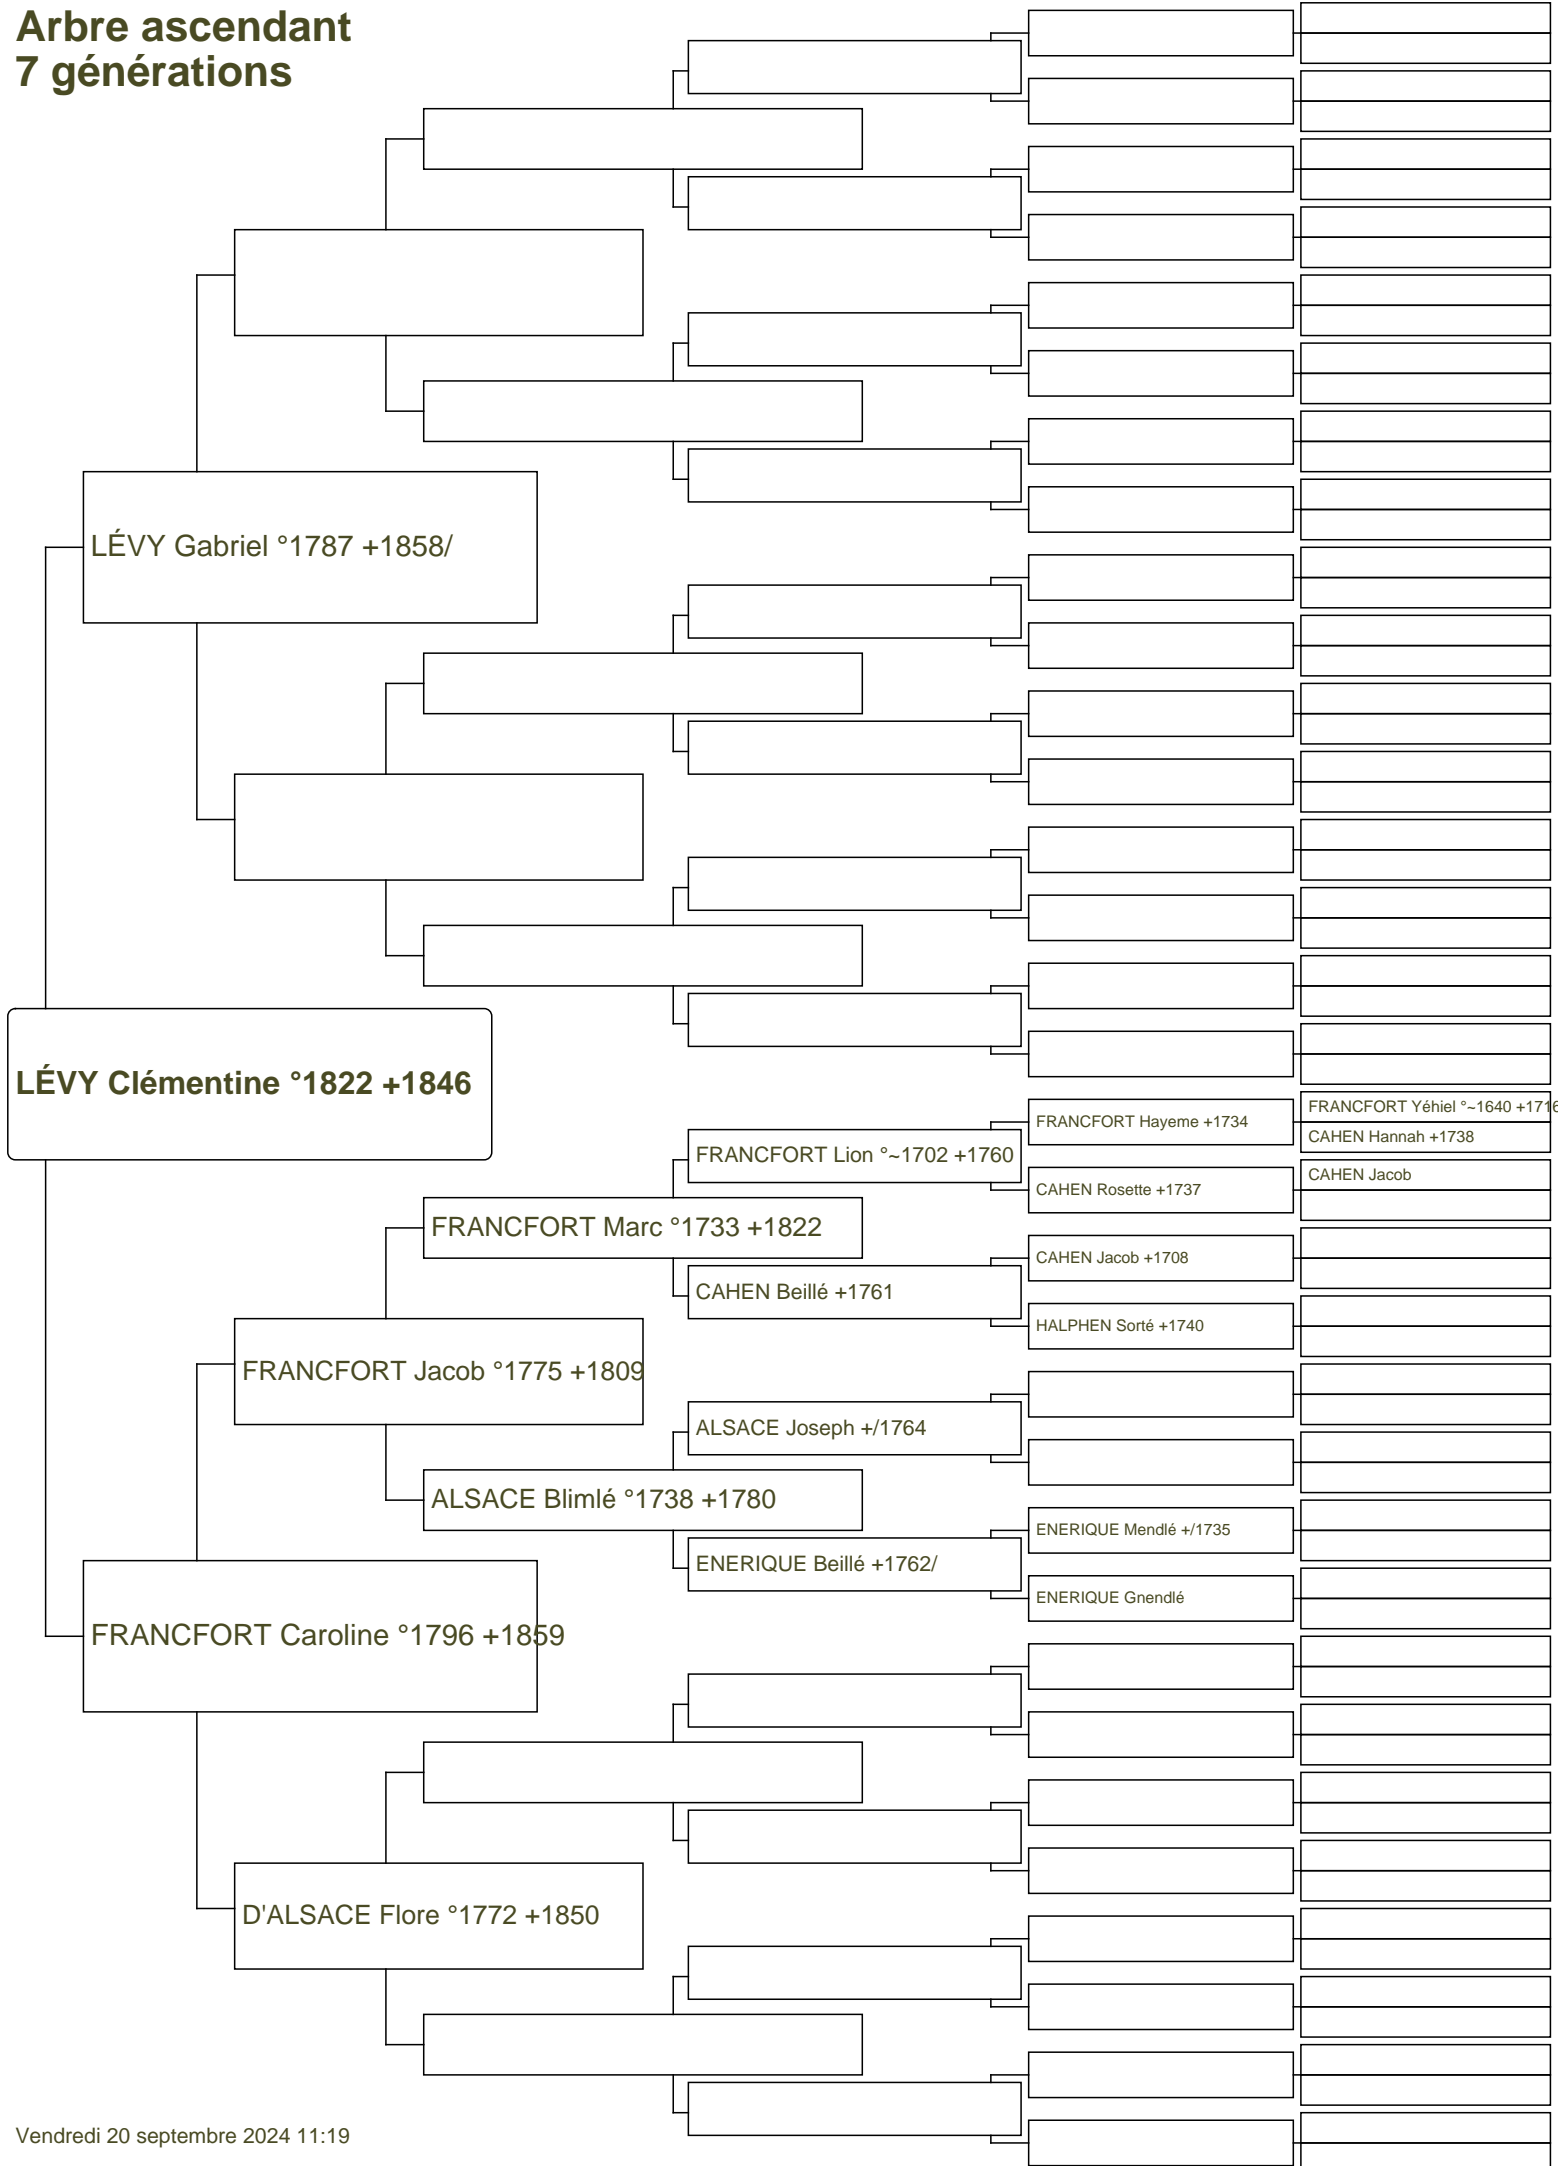 Arbre ascendant
7 générations
LÉVY Gabriel °1787 +1858/
LÉVY Clémentine °1822 +1846
FRANCFORT Yéhiel °~1640 +1716
FRANCFORT Hayeme +1734
CAHEN Hannah +1738
FRANCFORT Lion °~1702 +1760
CAHEN Jacob
CAHEN Rosette +1737
FRANCFORT Marc °1733 +1822
CAHEN Jacob +1708
CAHEN Beillé +1761
HALPHEN Sorté +1740
FRANCFORT Jacob °1775 +1809
ALSACE Joseph +/1764
ALSACE Blimlé °1738 +1780
ENERIQUE Mendlé +/1735
ENERIQUE Beillé +1762/
ENERIQUE Gnendlé
FRANCFORT Caroline °1796 +1859
D'ALSACE Flore °1772 +1850
Vendredi 20 septembre 2024 11:19